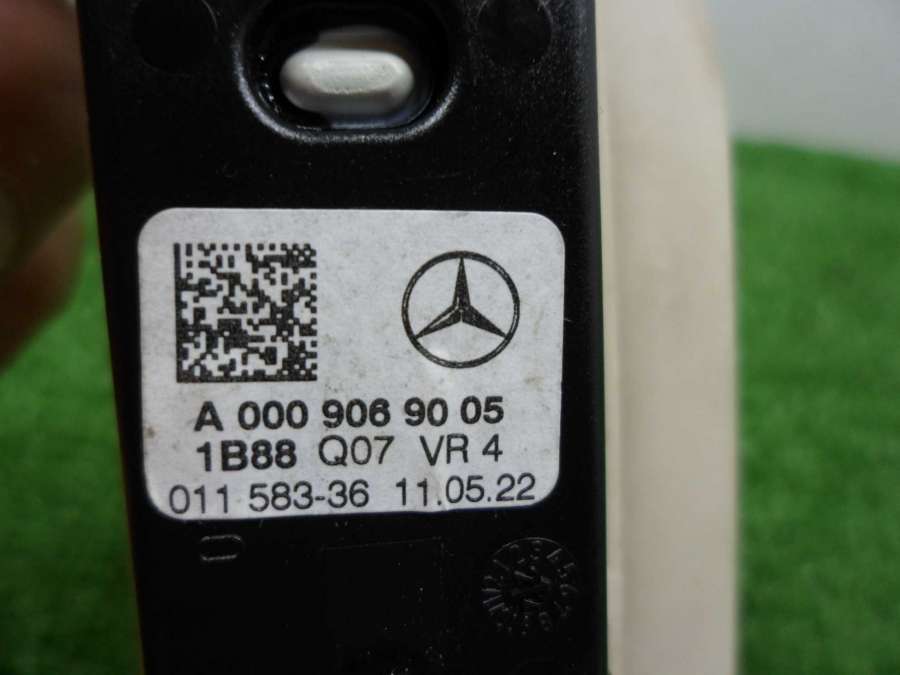 A 000 906 90 05
1B88 Q07 VR 4
011 583-36 11.05.22